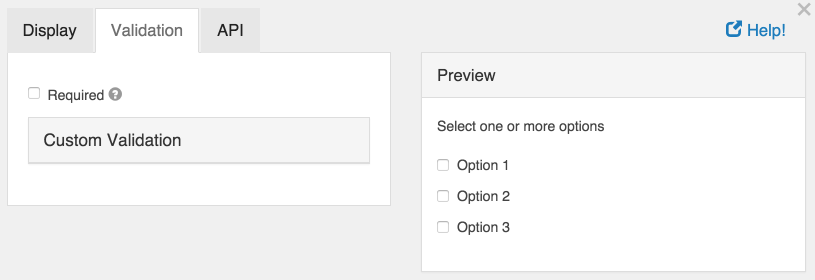 Display Validation API
Help!
Required
Custom Validation
Preview
Select one or more options
Option 1
Option 2
Option 3